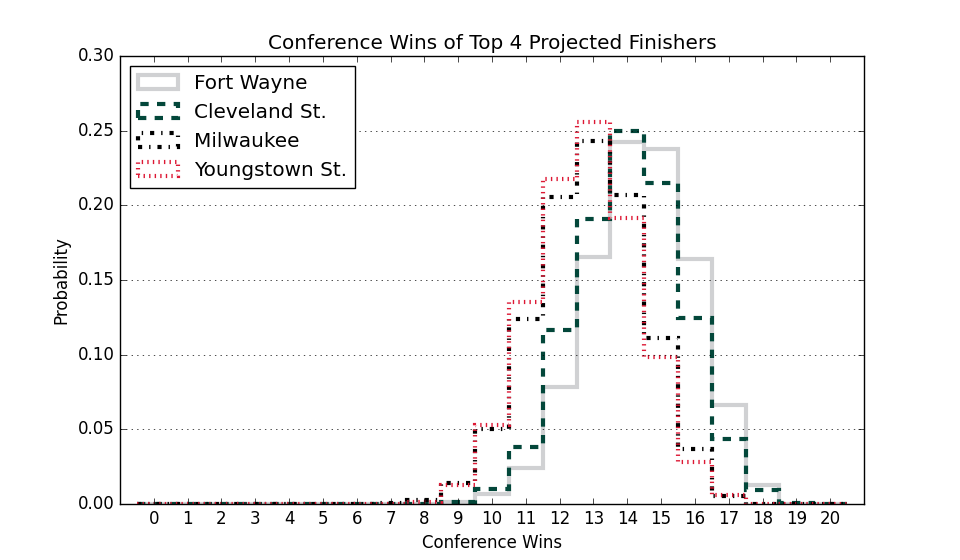 Conference Wins of Top 4 Projected Finishers
0.30
Fort Wayne
Cleveland St.
Milwaukee
Youngstown St.
0.25
0.20
0.15
0.10
0.05
0.00
Probability
0 1 2 3 4 5 6 7 8 9 10 11 12 13 14 15 16 17 18 19 20
Conference Wins